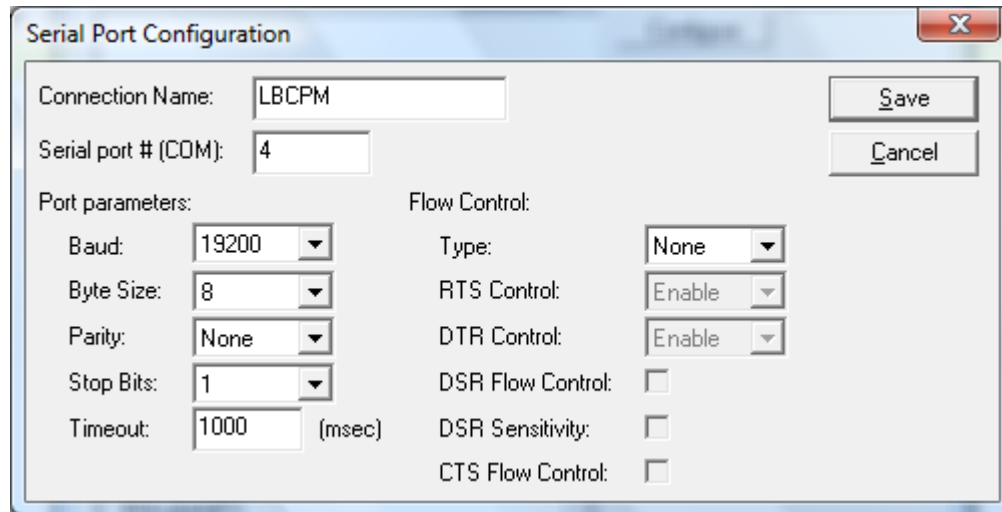 Serial Port Configuration
Connection Name: LBCPM
Save
Serial port # (COM): 4
Cancel
Port parameters:
Flow Control:
Baud: 19200
Type: None
Byte Size: 8
RTS Control: Enable
Parity: None
DTR Control: Enable
Stop Bits: 1
DSR Flow Control:
Timeout: 1000 (msec)
DSR Sensitivity:
CTS Flow Control: